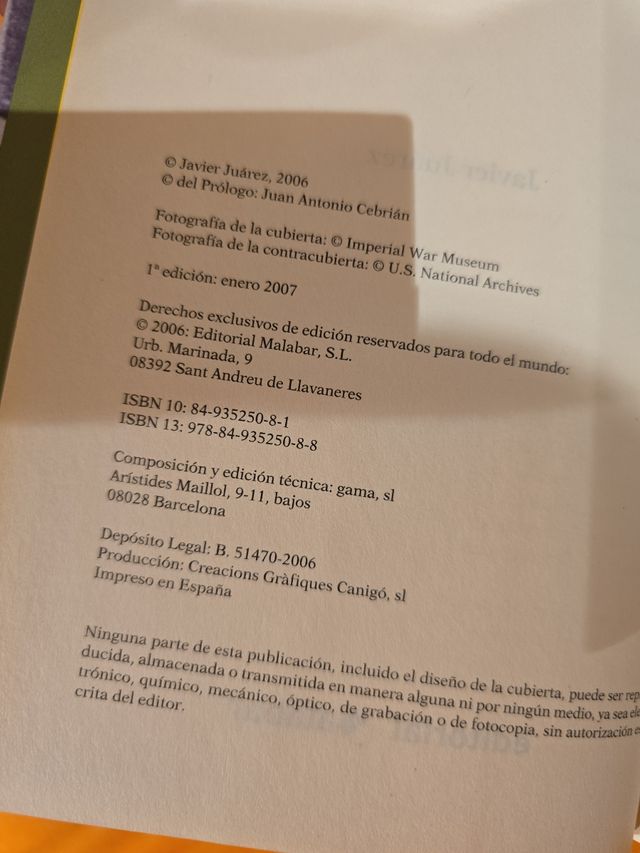 © Javier Juárez, 2006
© del Prólogo: Juan Antonio Cebrián
Fotografía de la cubierta: © Imperial War Museum
Fotografía de la contracubierta: © U.S. National Archives
1ª edición: enero 2007
Derechos exclusivos de edición reservados para todo el mundo:
© 2006: Editorial Malabar, S.L.
Urb. Marinada, 9
08392 Sant Andreu de Llavaneres
ISBN 10: 84-935250-8-1
ISBN 13: 978-84-935250-8-8
Composición y edición técnica: gama, sl
Arístides Maillol, 9-11, bajos
08028 Barcelona
Depósito Legal: B. 51470-2006
Producción: Creacions Gràfiques Canigó, sl
Impreso en España
Ninguna parte de esta publicación, incluido el diseño de la cubierta, puede ser rep
ducida, almacenada o transmitida en manera alguna ni por ningún medio, ya sea ele
trónico, químico, mecánico, óptico, de grabación o de fotocopia, sin autorización es
crita del editor.